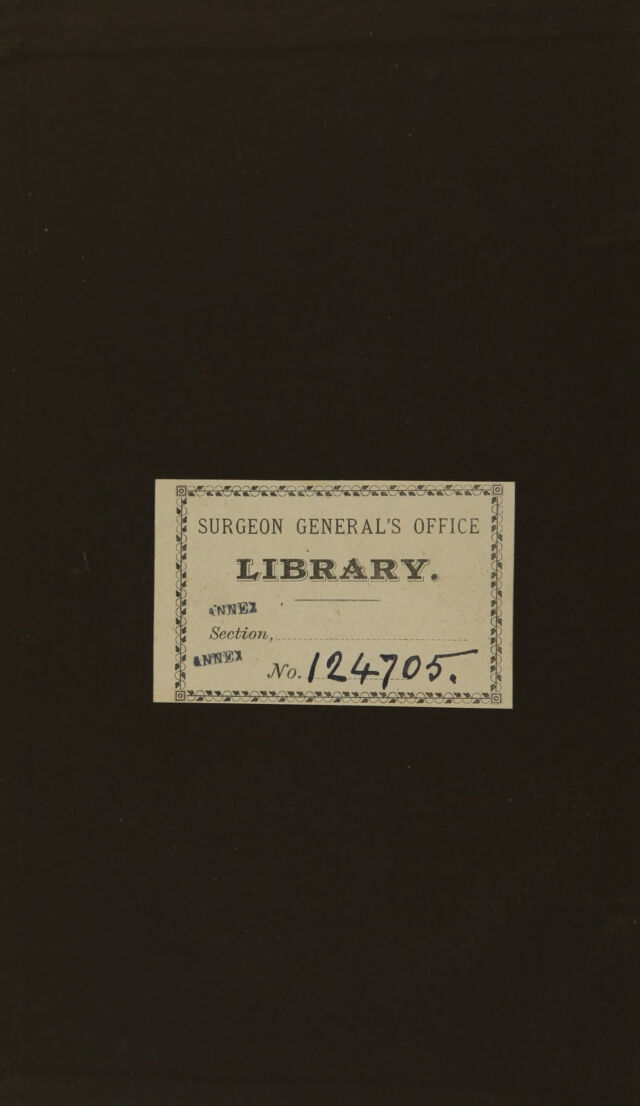 SURGEON GENERAL'S OFFICE
LIBRARY.
ANNEX
Section,
ANNEX
No. 124705.